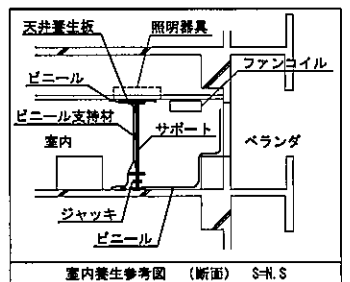 天井養生板
照明器具
ビニール
ファンコイル
ビニール支持材
サポート
室内
ベランダ
ジャッキ
ビニール
室内養生参考図 (断面) S=N.S